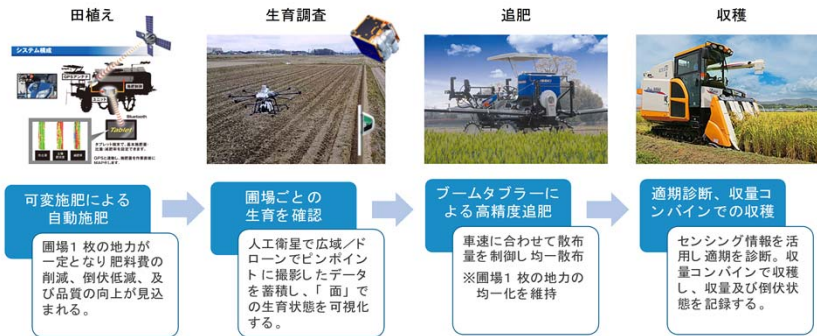 田植え
生育調査
追肥
収穫
システム構成
GPSアンテナ
Bluetooth
Tablet
可変施肥による
自動施肥
圃場1枚の地力が
一定となり肥料費の
削減、倒伏低減、及
び品質の向上が見込
まれる。
圃場ごとの
生育を確認
人工衛星で広域／ド
ローンでピンポイン
トに撮影したデータ
を蓄積し、「面」で
の生育状態を可視化
する。
ブームタブラーに
よる高精度追肥
車速に合わせて散布
量を制御し均一散布
※圃場1枚の地力の
均一化を維持
適期診断、収量コ
ンバインでの収穫
センシング情報を活
用し適期を診断。収
量コンバインで収穫
し、収量及び倒伏状
態を記録する。